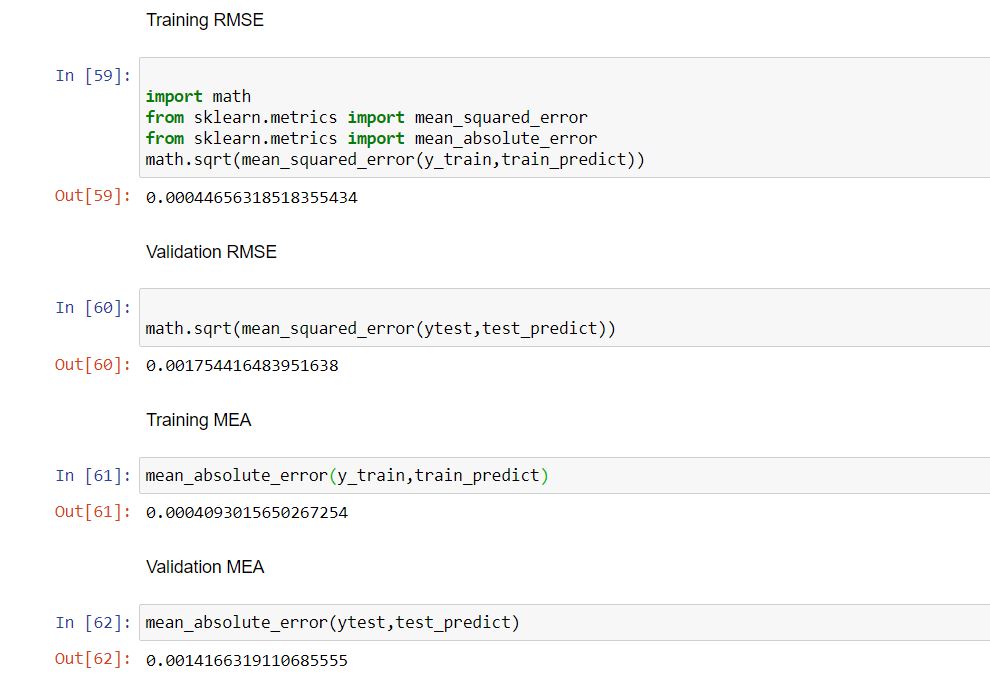 Training RMSE
In [59]:
import math
from sklearn.metrics import mean_squared_error
from sklearn.metrics import mean_absolute_error
math.sqrt(mean_squared_error(y_train,train_predict))
Out[59]: 0.00044656318518355434
Validation RMSE
In [60]:
math.sqrt(mean_squared_error(ytest,test_predict))
Out[60]: 0.001754416483951638
Training MEA
In [61]: mean_absolute_error(y_train,train_predict)
Out[61]: 0.0004093015650267254
Validation MEA
In [62]: mean_absolute_error(ytest,test_predict)
Out[62]: 0.0014166319110685555